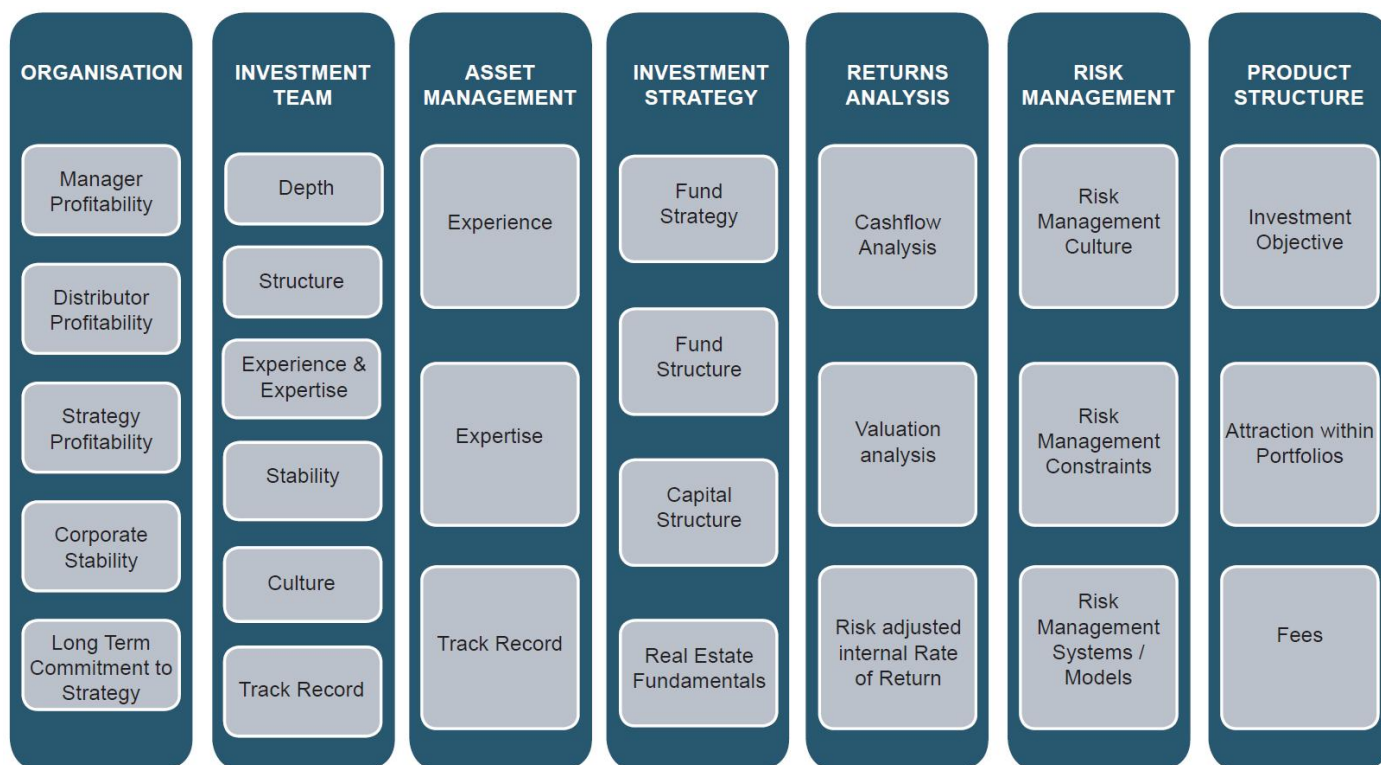 ORGANISATION
Manager
Profitability
Distributor
Profitability
Strategy
Profitability
Corporate
Stability
Long Term
Commitment to
Strategy
INVESTMENT
TEAM
Depth
Structure
Experience &
Expertise
Stability
Culture
Track Record
ASSET
MANAGEMENT
Experience
Expertise
Track Record
INVESTMENT
STRATEGY
Fund
Strategy
Fund
Structure
Capital
Structure
Real Estate
Fundamentals
RETURNS
ANALYSIS
Cashflow
Analysis
Valuation
analysis
Risk adjusted
internal Rate
of Return
RISK
MANAGEMENT
Risk
Management
Culture
Risk
Management
Constraints
Risk
Management
Systems /
Models
PRODUCT
STRUCTURE
Investment
Objective
Attraction within
Portfolios
Fees